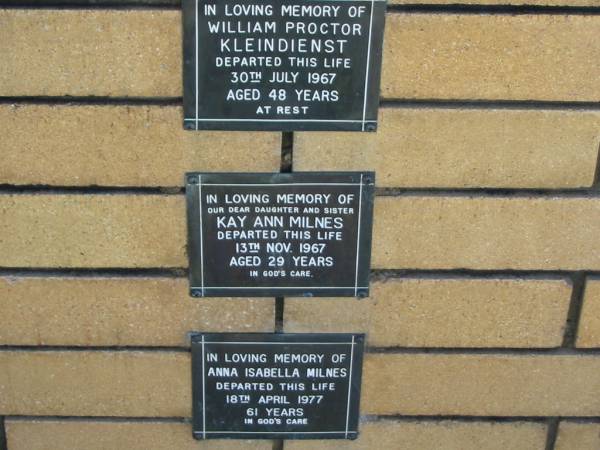 IN LOVING MEMORY OF
WILLIAM PROCTOR
KLEINDIENST
DEPARTED THIS LIFE
30TH JULY 1967
AGED 48 YEARS
AT REST
IN LOVING MEMORY OF
OUR DEAR DAUGHTER AND SISTER
KAY ANN MILNES
DEPARTED THIS LIFE
13TH NOV. 1967
AGED 29 YEARS
IN GOD'S CARE.
IN LOVING MEMORY OF
ANNA ISABELLA MILNES
DEPARTED THIS LIFE
18TH APRIL 1977
61 YEARS
IN GOD'S CARE